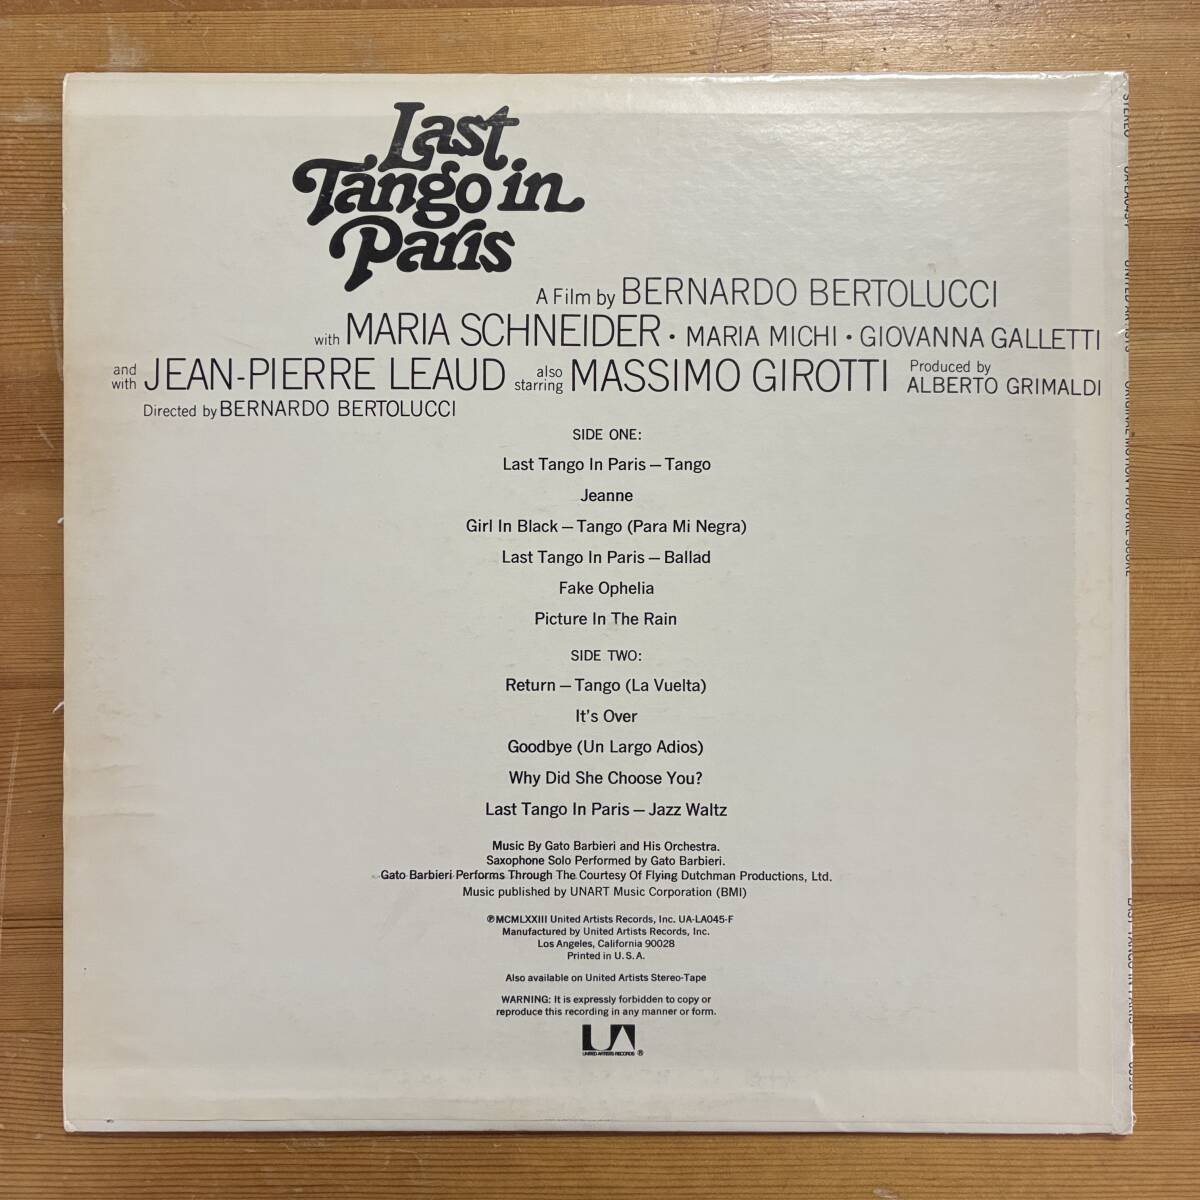 Last
Tango in
Paris
A Film by BERNARDO BERTOLUCCI
with MARIA SCHNEIDER • MARIA MICHI • GIOVANNA GALLETTI
and with JEAN-PIERRE LEAUD also starring MASSIMO GIROTTI Produced by ALBERTO GRIMALDI
Directed by BERNARDO BERTOLUCCI
SIDE ONE:
Last Tango In Paris — Tango
Jeanne
Girl In Black — Tango (Para Mi Negra)
Last Tango In Paris — Ballad
Fake Ophelia
Picture In The Rain
SIDE TWO:
Return — Tango (La Vuelta)
It's Over
Goodbye (Un Largo Adios)
Why Did She Choose You?
Last Tango In Paris — Jazz Waltz
Music By Gato Barbieri and His Orchestra.
Saxophone Solo Performed by Gato Barbieri.
Gato Barbieri Performs Through The Courtesy Of Flying Dutchman Productions, Ltd.
Music published by UNART Music Corporation (BMI)
℗MCMLXXIII United Artists Records, Inc. UA-LA045-F
Manufactured by United Artists Records, Inc.
Los Angeles, California 90028
Printed in U.S.A.
Also available on United Artists Stereo-Tape
WARNING: It is expressly forbidden to copy or
reproduce this recording in any manner or form.
UA
UNITED ARTISTS RECORDS ®
STEREO